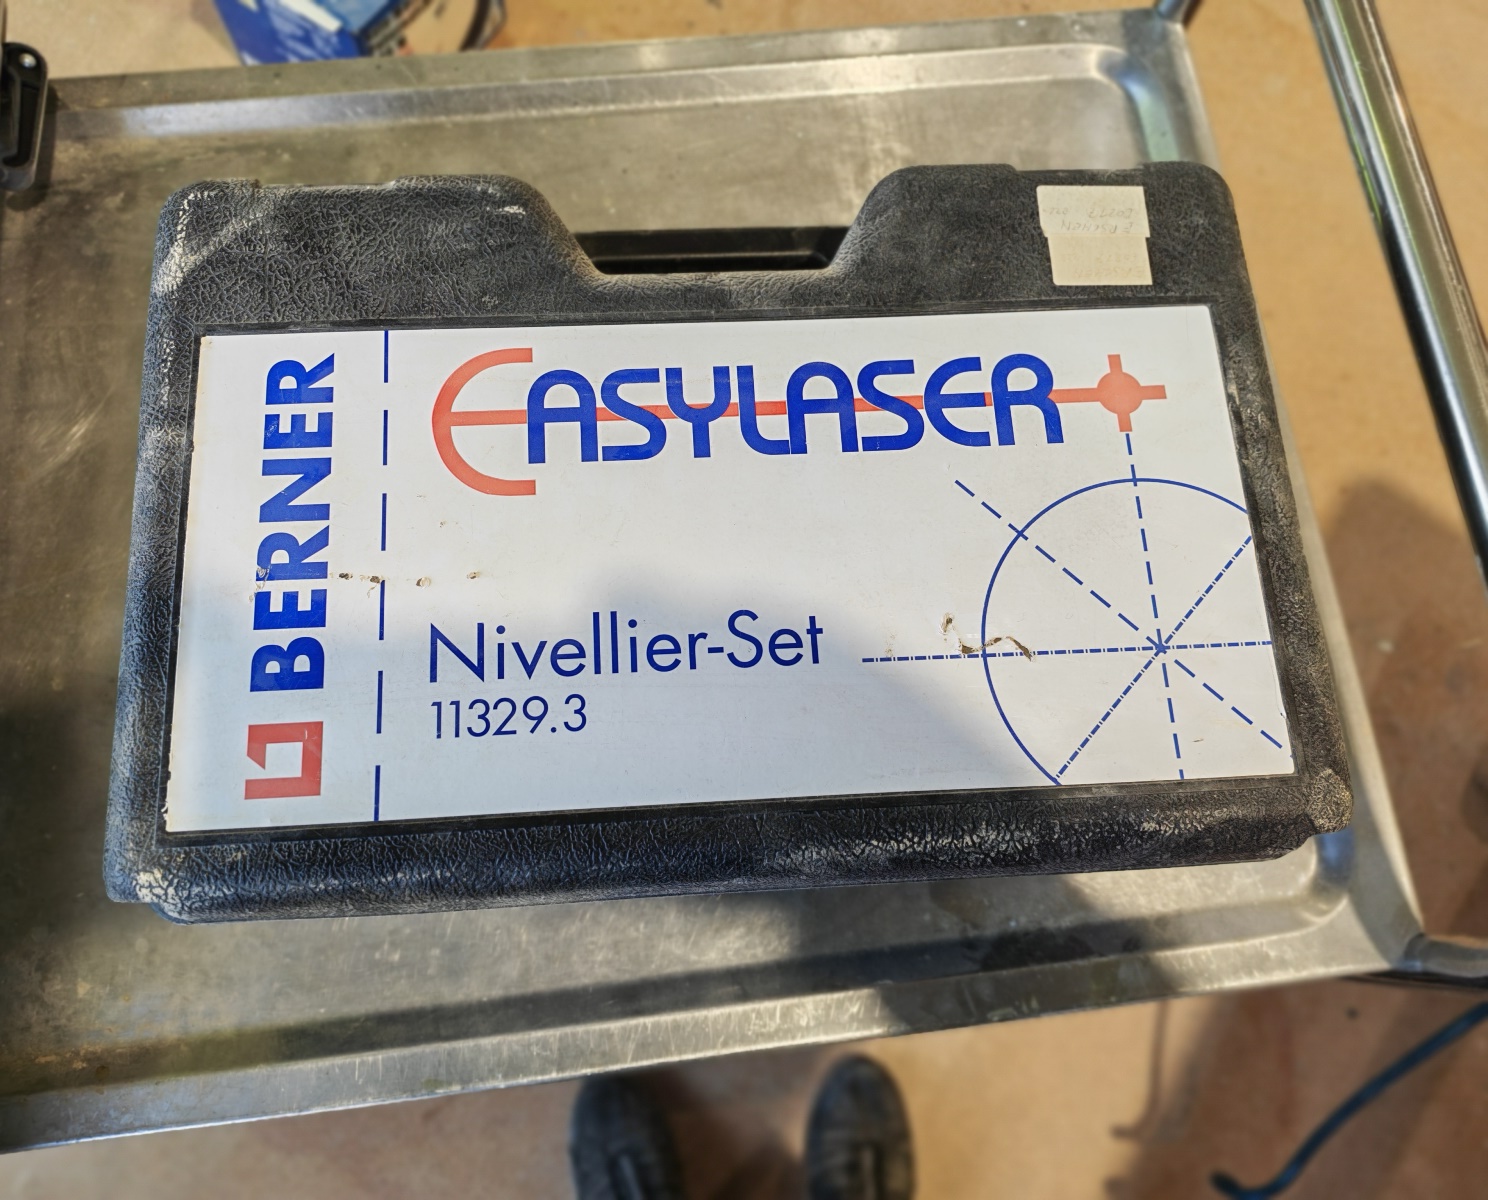 BERNER
EASYLASER
Nivellier-Set
11329.3